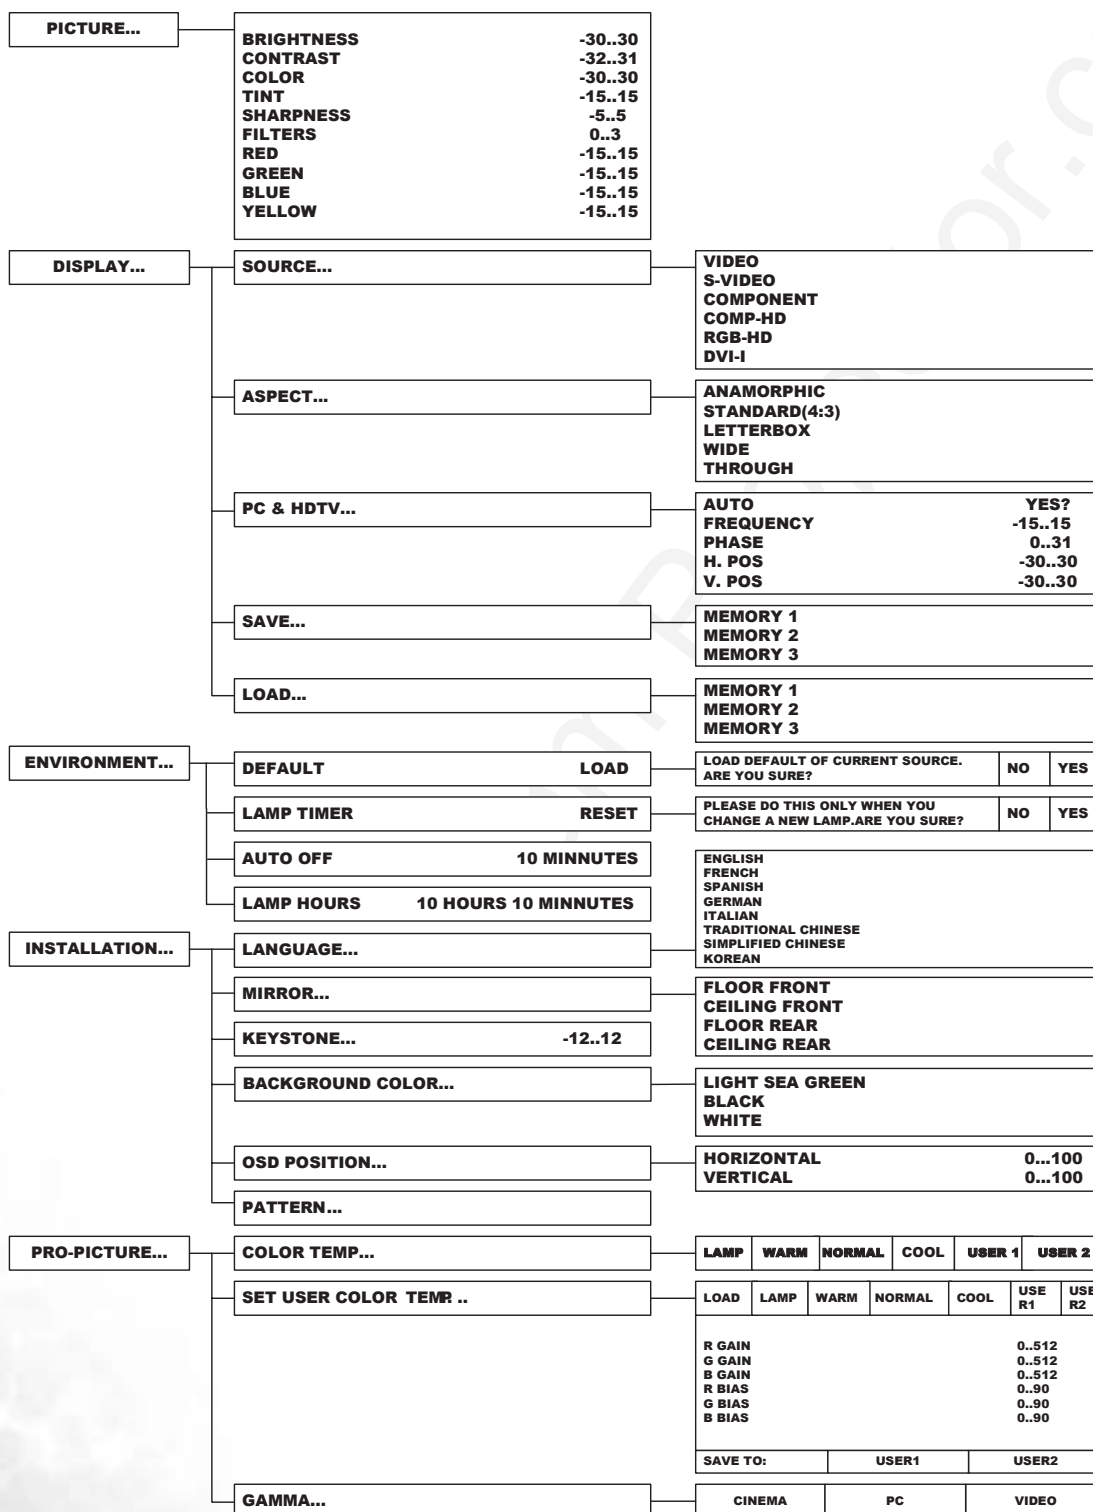 PICTURE...
BRIGHTNESS -30..30
CONTRAST -32..31
COLOR -30..30
TINT -15..15
SHARPNESS -5..5
FILTERS 0..3
RED -15..15
GREEN -15..15
BLUE -15..15
YELLOW -15..15
DISPLAY...
SOURCE...
VIDEO
S-VIDEO
COMPONENT
COMP-HD
RGB-HD
DVI-I
ASPECT...
ANAMORPHIC
STANDARD(4:3)
LETTERBOX
WIDE
THROUGH
PC & HDTV...
AUTO YES?
FREQUENCY -15..15
PHASE 0..31
H. POS -30..30
V. POS -30..30
SAVE...
MEMORY 1
MEMORY 2
MEMORY 3
LOAD...
MEMORY 1
MEMORY 2
MEMORY 3
ENVIRONMENT...
DEFAULT LOAD
LOAD DEFAULT OF CURRENT SOURCE.
ARE YOU SURE?
NO YES
LAMP TIMER RESET
PLEASE DO THIS ONLY WHEN YOU
CHANGE A NEW LAMP.ARE YOU SURE?
NO YES
AUTO OFF 10 MINNUTES
LAMP HOURS 10 HOURS 10 MINNUTES
INSTALLATION...
LANGUAGE...
ENGLISH
FRENCH
SPANISH
GERMAN
ITALIAN
TRADITIONAL CHINESE
SIMPLIFIED CHINESE
KOREAN
MIRROR...
FLOOR FRONT
CEILING FRONT
FLOOR REAR
CEILING REAR
KEYSTONE... -12..12
BACKGROUND COLOR...
LIGHT SEA GREEN
BLACK
WHITE
OSD POSITION...
HORIZONTAL 0...100
VERTICAL 0...100
PATTERN...
PRO-PICTURE...
COLOR TEMP...
LAMP WARM NORMAL COOL USER 1 USER 2
SET USER COLOR TEMP. ..
LOAD LAMP WARM NORMAL COOL USE R1 USE R2
R GAIN 0..512
G GAIN 0..512
B GAIN 0..512
R BIAS 0..90
G BIAS 0..90
B BIAS 0..90
SAVE TO: USER1 USER2
GAMMA...
CINEMA PC VIDEO